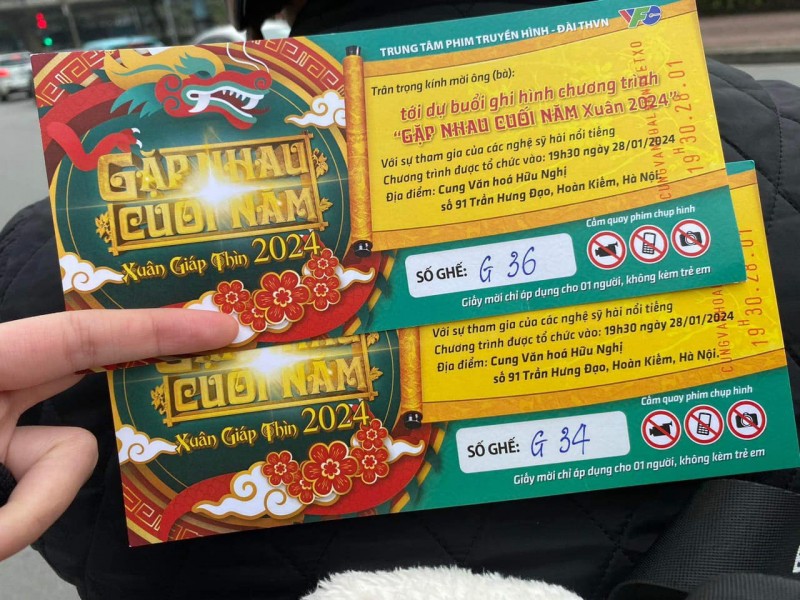 TRUNG TÂM PHIM TRUYỀN HÌNH - ĐÀI THVN VFC
Trân trọng kính mời ông (bà):
tới dự buổi ghi hình chương trình
"GẶP NHAU CUỐI NĂM Xuân 2024"
Với sự tham gia của các nghệ sỹ hài nổi tiếng
Chương trình được tổ chức vào: 19h30 ngày 28/01/2024
Địa điểm: Cung Văn hoá Hữu Nghị
số 91 Trần Hưng Đạo, Hoàn Kiếm, Hà Nội.
19H30-28.01
GẶP NHAU
CUỐI NĂM
Xuân Giáp Thìn 2024
Cấm quay phim chụp hình
SỐ GHẾ: G 36
Giấy mời chỉ áp dụng cho 01 người, không kèm trẻ em
Với sự tham gia của các nghệ sỹ hài nổi tiếng
Chương trình được tổ chức vào: 19h30 ngày 28/01/2024
Địa điểm: Cung Văn hoá Hữu Nghị
số 91 Trần Hưng Đạo, Hoàn Kiếm, Hà Nội.
19H30-28.01
CUỐI NĂM
Xuân Giáp Thìn 2024
Cấm quay phim chụp hình
SỐ GHẾ: G 34
Giấy mời chỉ áp dụng cho 01 người, không kèm trẻ em